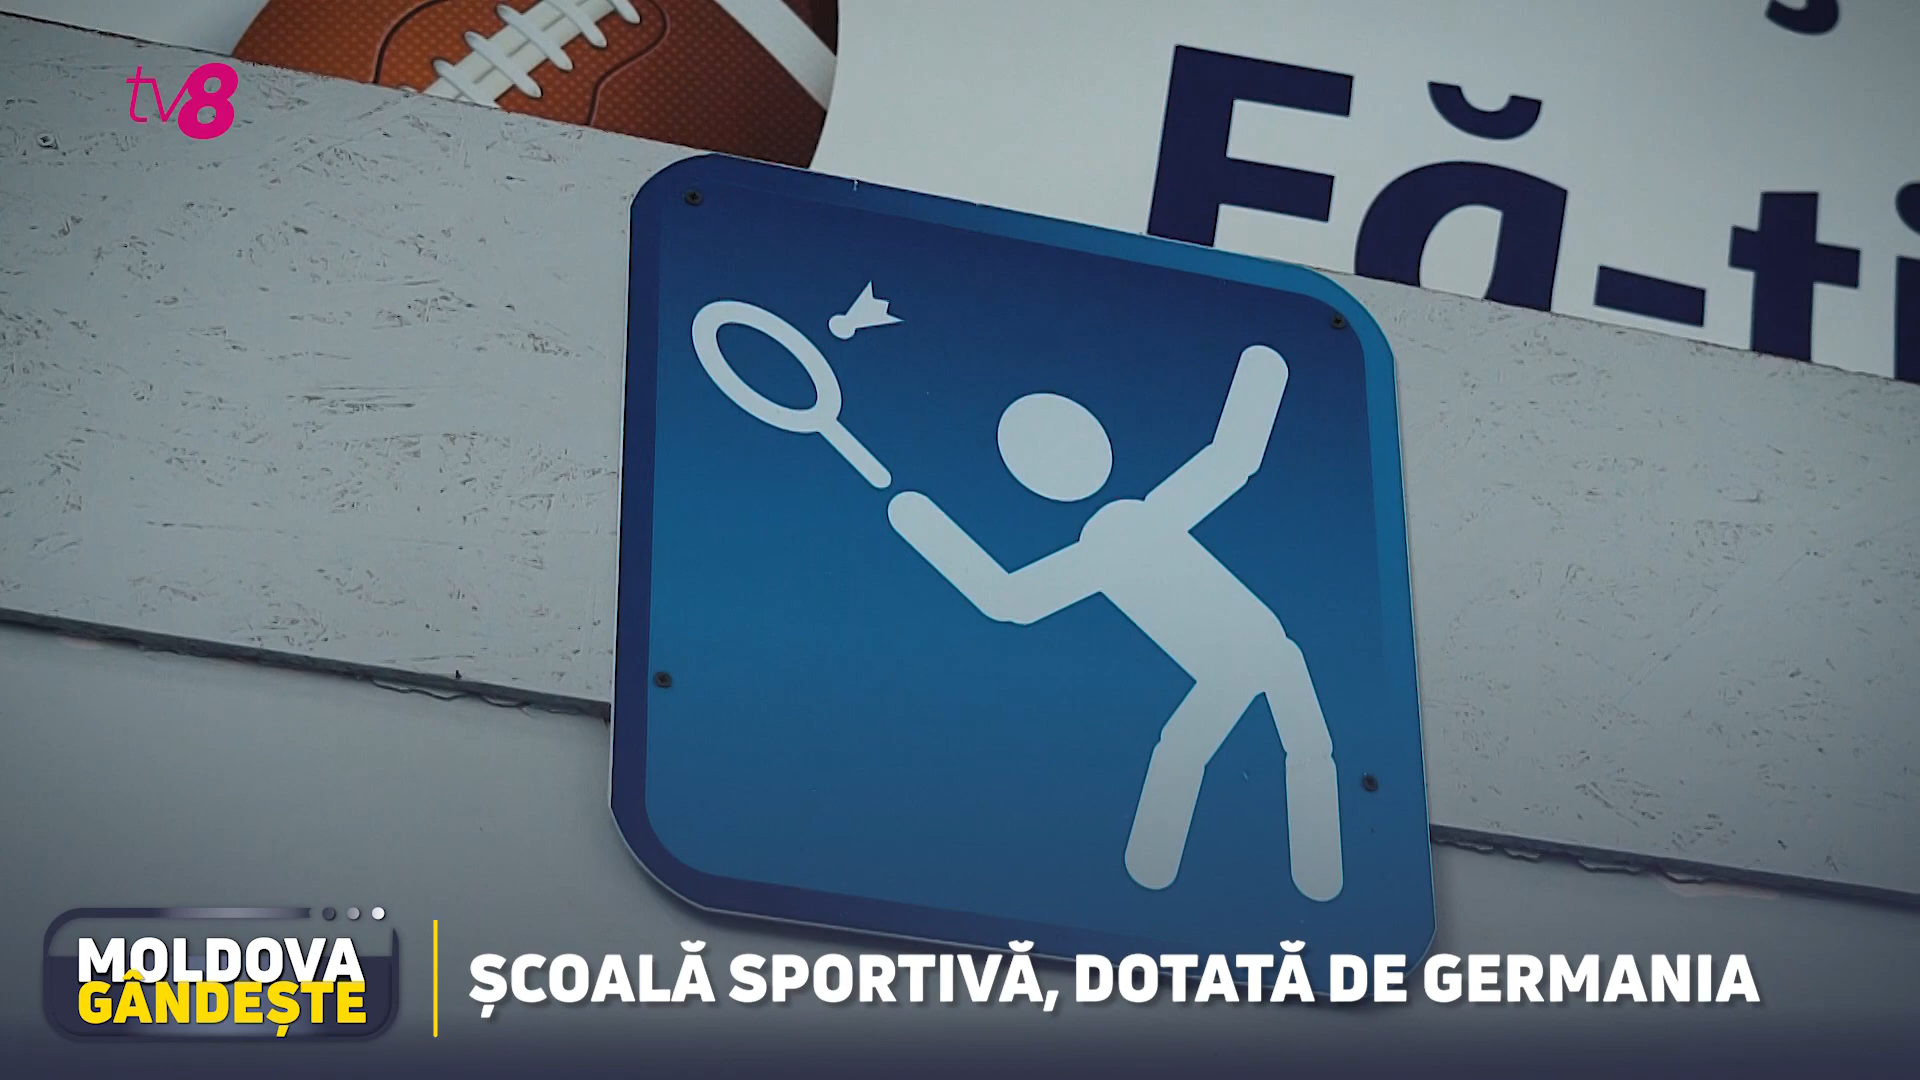 tv8
Fă-ți
MOLDOVA
GÂNDEȘTE
ȘCOALĂ SPORTIVĂ, DOTATĂ DE GERMANIA